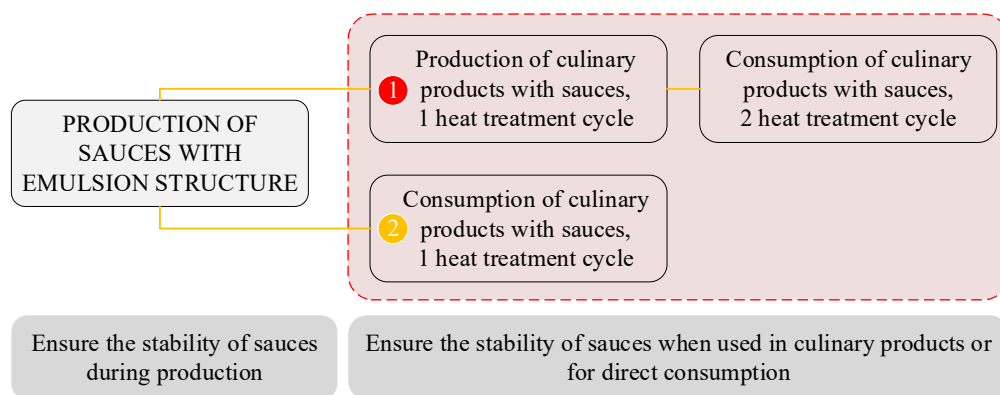 PRODUCTION OF
SAUCES WITH
EMULSION STRUCTURE
1
Production of culinary
products with sauces,
1 heat treatment cycle
Consumption of culinary
products with sauces,
2 heat treatment cycle
2
Consumption of culinary
products with sauces,
1 heat treatment cycle
Ensure the stability of sauces
during production
Ensure the stability of sauces when used in culinary products or
for direct consumption